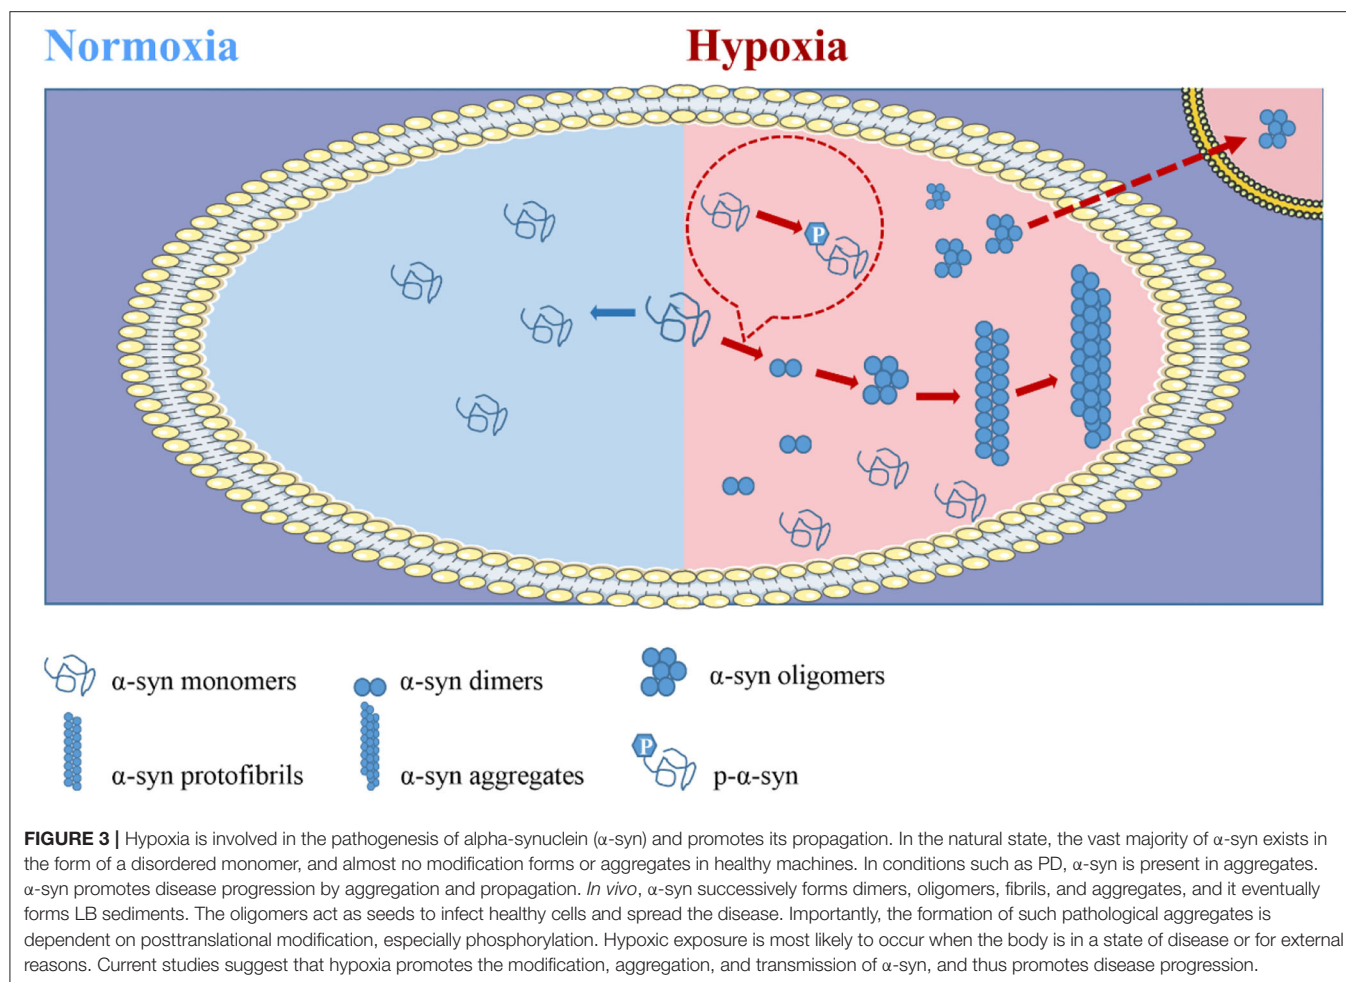 Normoxia
Hypoxia
P
α-syn monomers
α-syn dimers
α-syn oligomers
α-syn protofibrils
α-syn aggregates
P
p-α-syn
FIGURE 3 | Hypoxia is involved in the pathogenesis of alpha-synuclein (α-syn) and promotes its propagation. In the natural state, the vast majority of α-syn exists in
the form of a disordered monomer, and almost no modification forms or aggregates in healthy machines. In conditions such as PD, α-syn is present in aggregates.
α-syn promotes disease progression by aggregation and propagation. In vivo, α-syn successively forms dimers, oligomers, fibrils, and aggregates, and it eventually
forms LB sediments. The oligomers act as seeds to infect healthy cells and spread the disease. Importantly, the formation of such pathological aggregates is
dependent on posttranslational modification, especially phosphorylation. Hypoxic exposure is most likely to occur when the body is in a state of disease or for external
reasons. Current studies suggest that hypoxia promotes the modification, aggregation, and transmission of α-syn, and thus promotes disease progression.